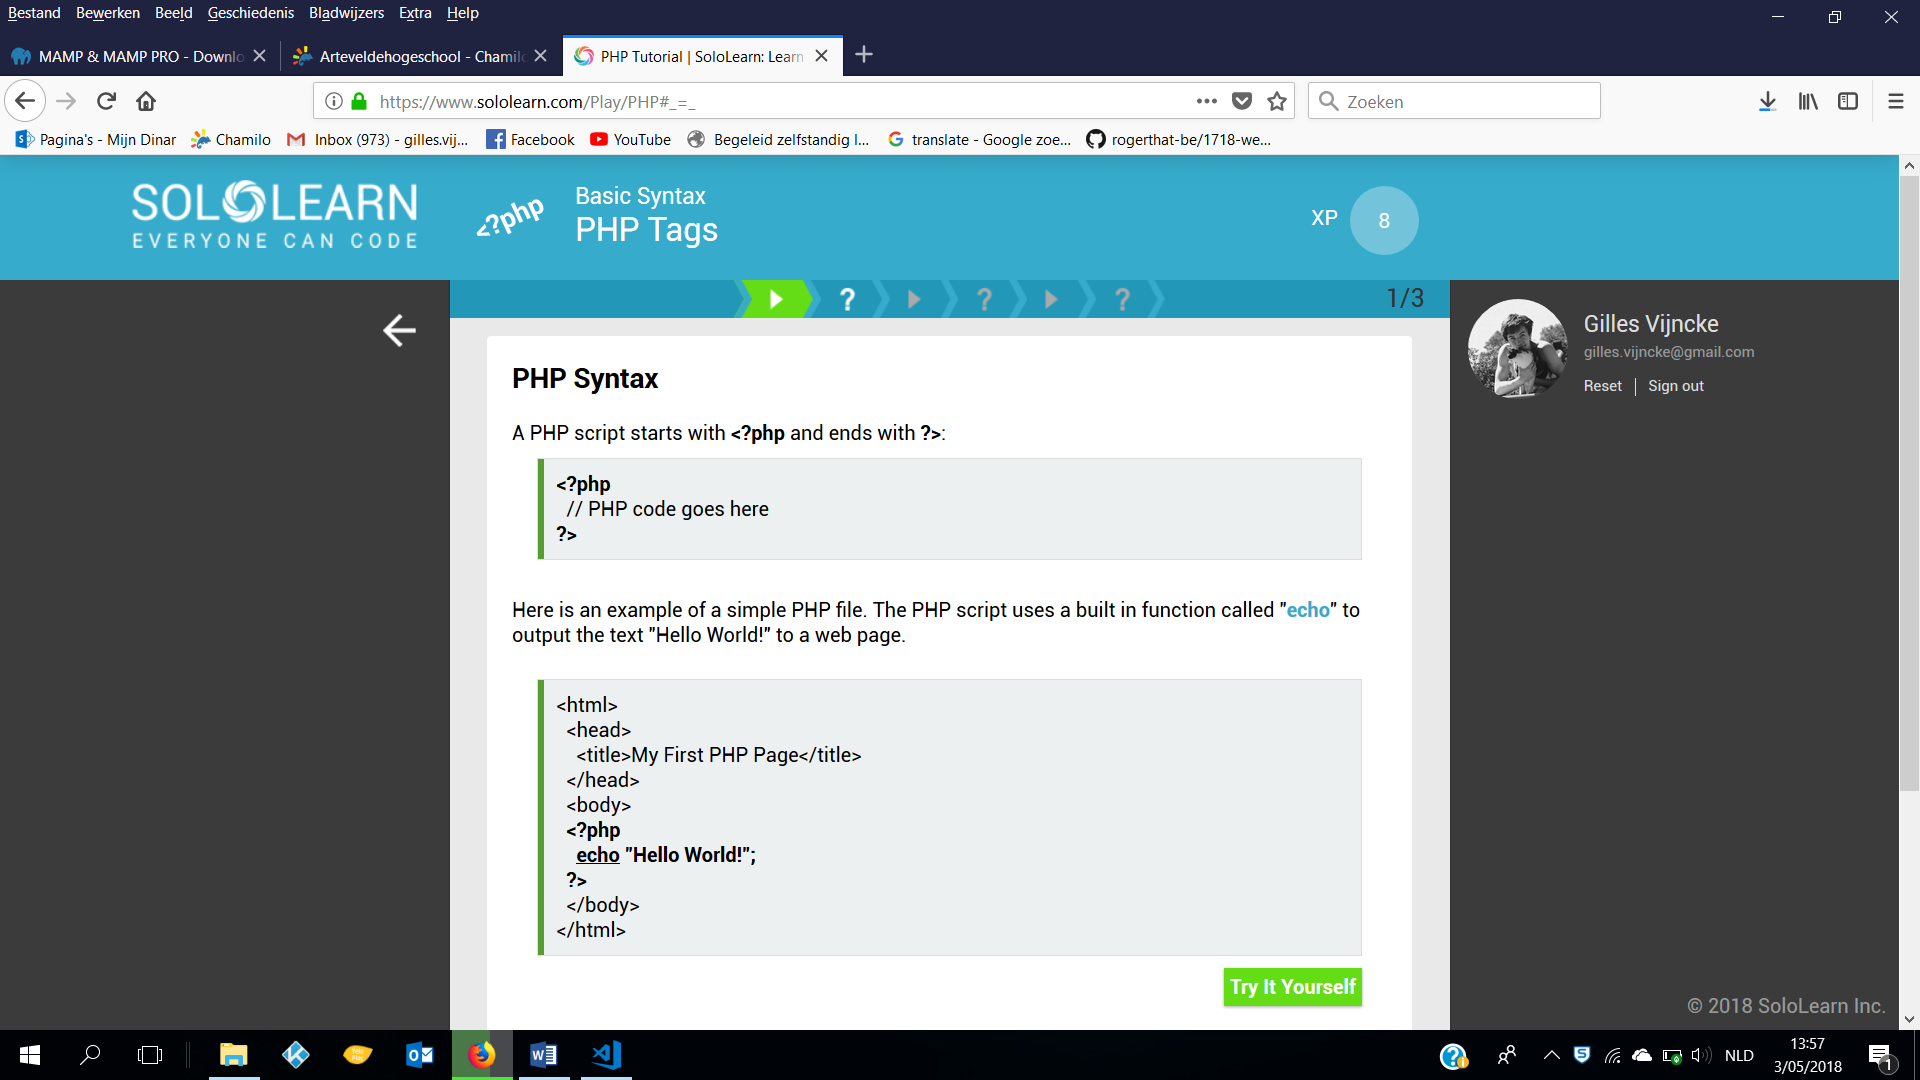 Bestand Bewerken Beeld Geschiedenis Bladwijzers Extra Help
MAMP & MAMP PRO - Downlo Arteveldehogeschool - Chamilo PHP Tutorial | SoloLearn: Learn
https://www.sololearn.com/Play/PHP#_=_ Zoeken
Pagina's - Mijn Dinar Chamilo Inbox (973) - gilles.vij... Facebook YouTube Begeleid zelfstandig l... translate - Google zoe... rogerthat-be/1718-we...
SOLOLEARN
EVERYONE CAN CODE
<?php
Basic Syntax
PHP Tags
XP 8
? ? ? 1/3
Gilles Vijncke
gilles.vijncke@gmail.com
Reset | Sign out
PHP Syntax
A PHP script starts with <?php and ends with ?>:
<?php
// PHP code goes here
?>
Here is an example of a simple PHP file. The PHP script uses a built in function called "echo" to
output the text "Hello World!" to a web page.
<html>
<head>
<title>My First PHP Page</title>
</head>
<body>
<?php
echo "Hello World!";
?>
</body>
</html>
Try It Yourself
© 2018 SoloLearn Inc.
NLD
13:57
3/05/2018
1